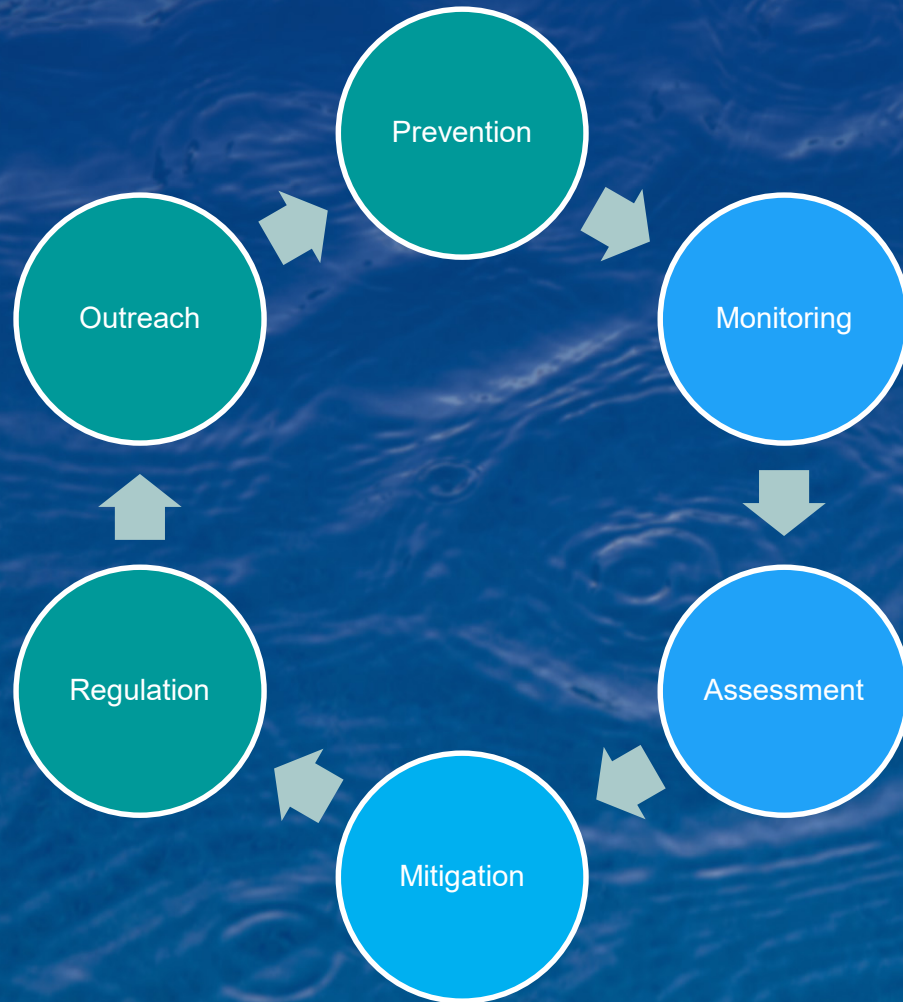 Prevention
Monitoring
Assessment
Mitigation
Regulation
Outreach